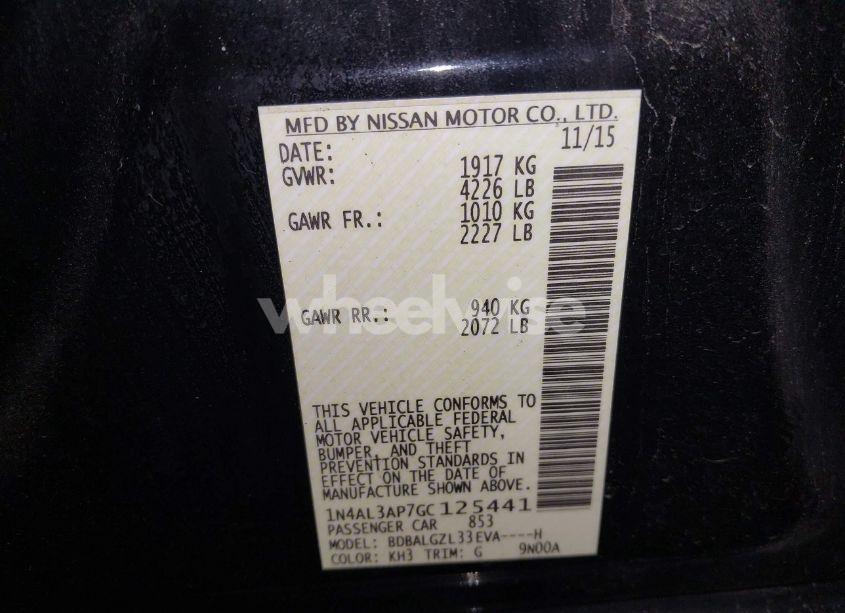 MFD BY NISSAN MOTOR CO., LTD.
DATE: 11/15
GVWR: 1917 KG
4226 LB
GAWR FR.: 1010 KG
2227 LB
wheelwise
GAWR RR.: 940 KG
2072 LB
THIS VEHICLE CONFORMS TO
ALL APPLICABLE FEDERAL
MOTOR VEHICLE SAFETY,
BUMPER, AND THEFT
PREVENTION STANDARDS IN
EFFECT ON THE DATE OF
MANUFACTURE SHOWN ABOVE.
1N4AL3AP7GC125441
PASSENGER CAR 853
MODEL: BDBALGZL33EVA----H
COLOR: KH3 TRIM: G 9N00A